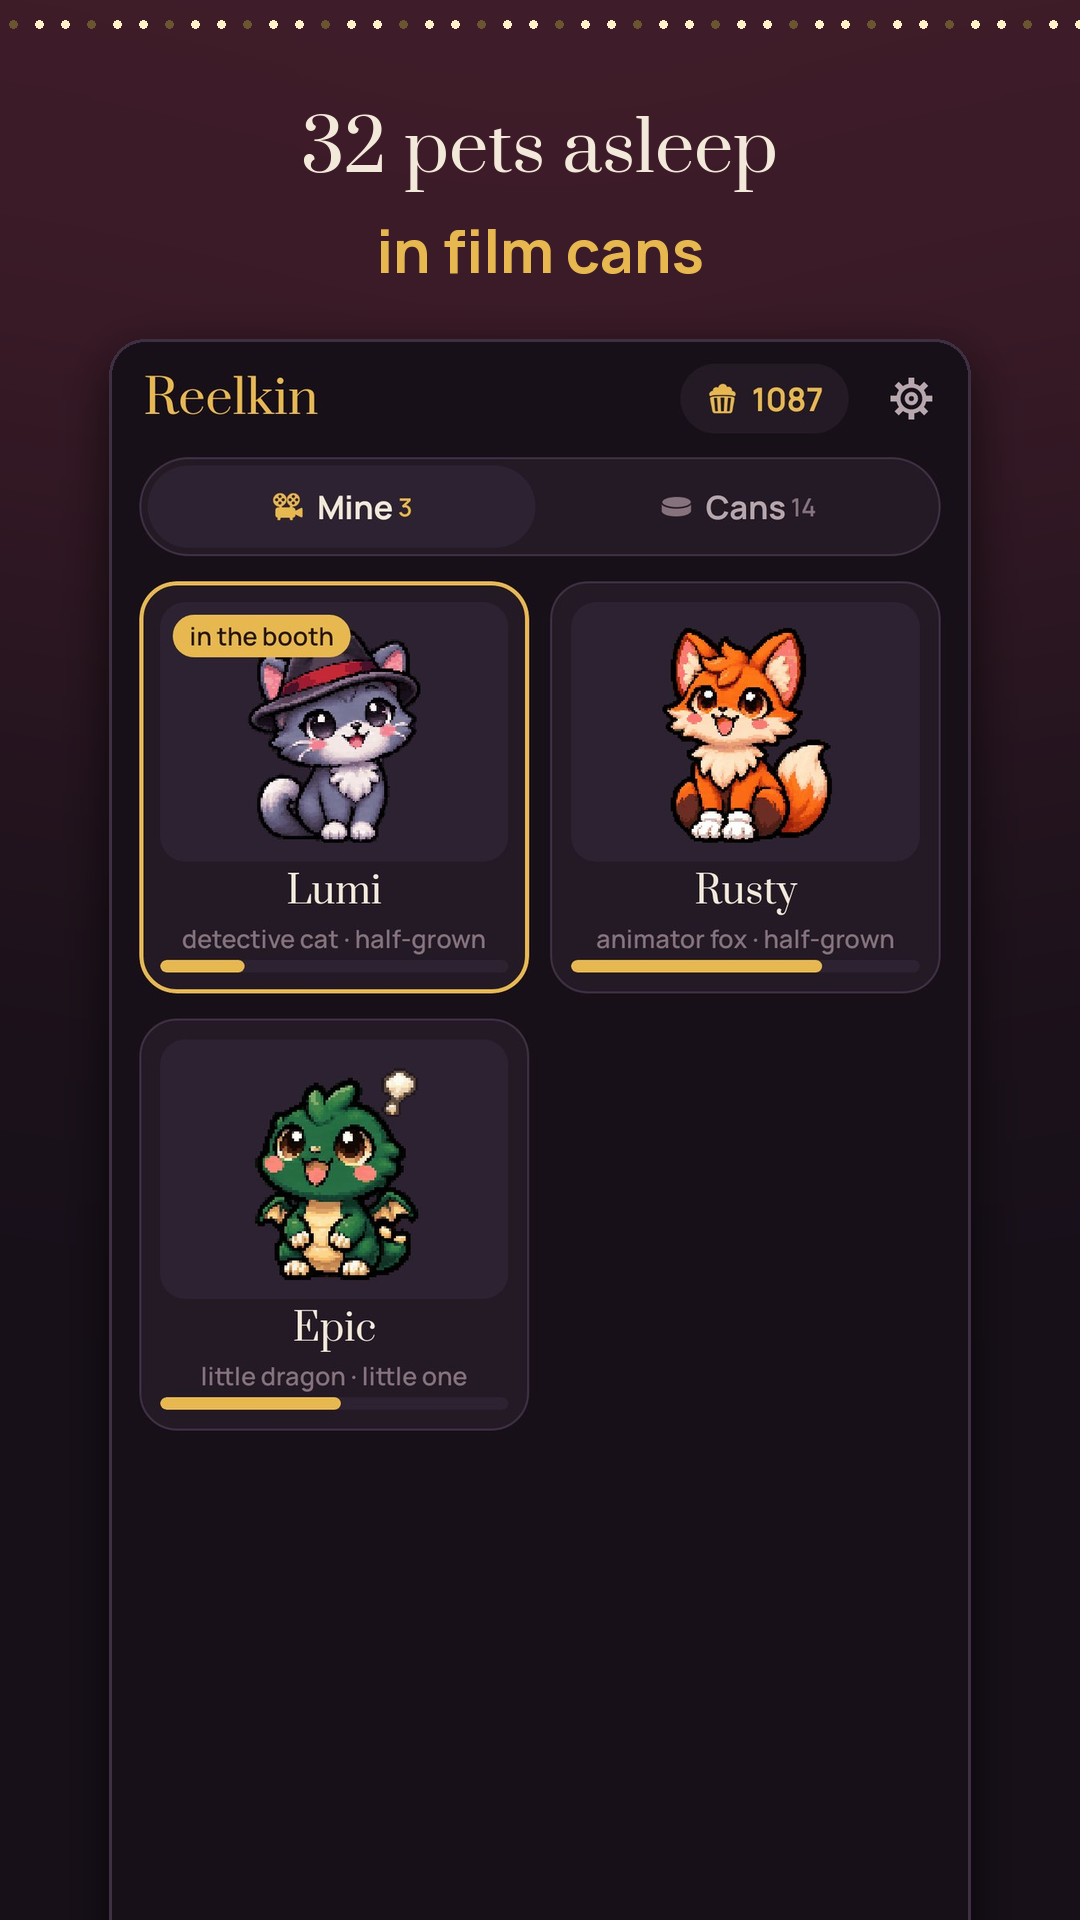 32 pets asleep
in film cans
Reelkin
1087
Mine 3
Cans 14
in the booth
Lumi
detective cat · half-grown
Rusty
animator fox · half-grown
Epic
little dragon · little one